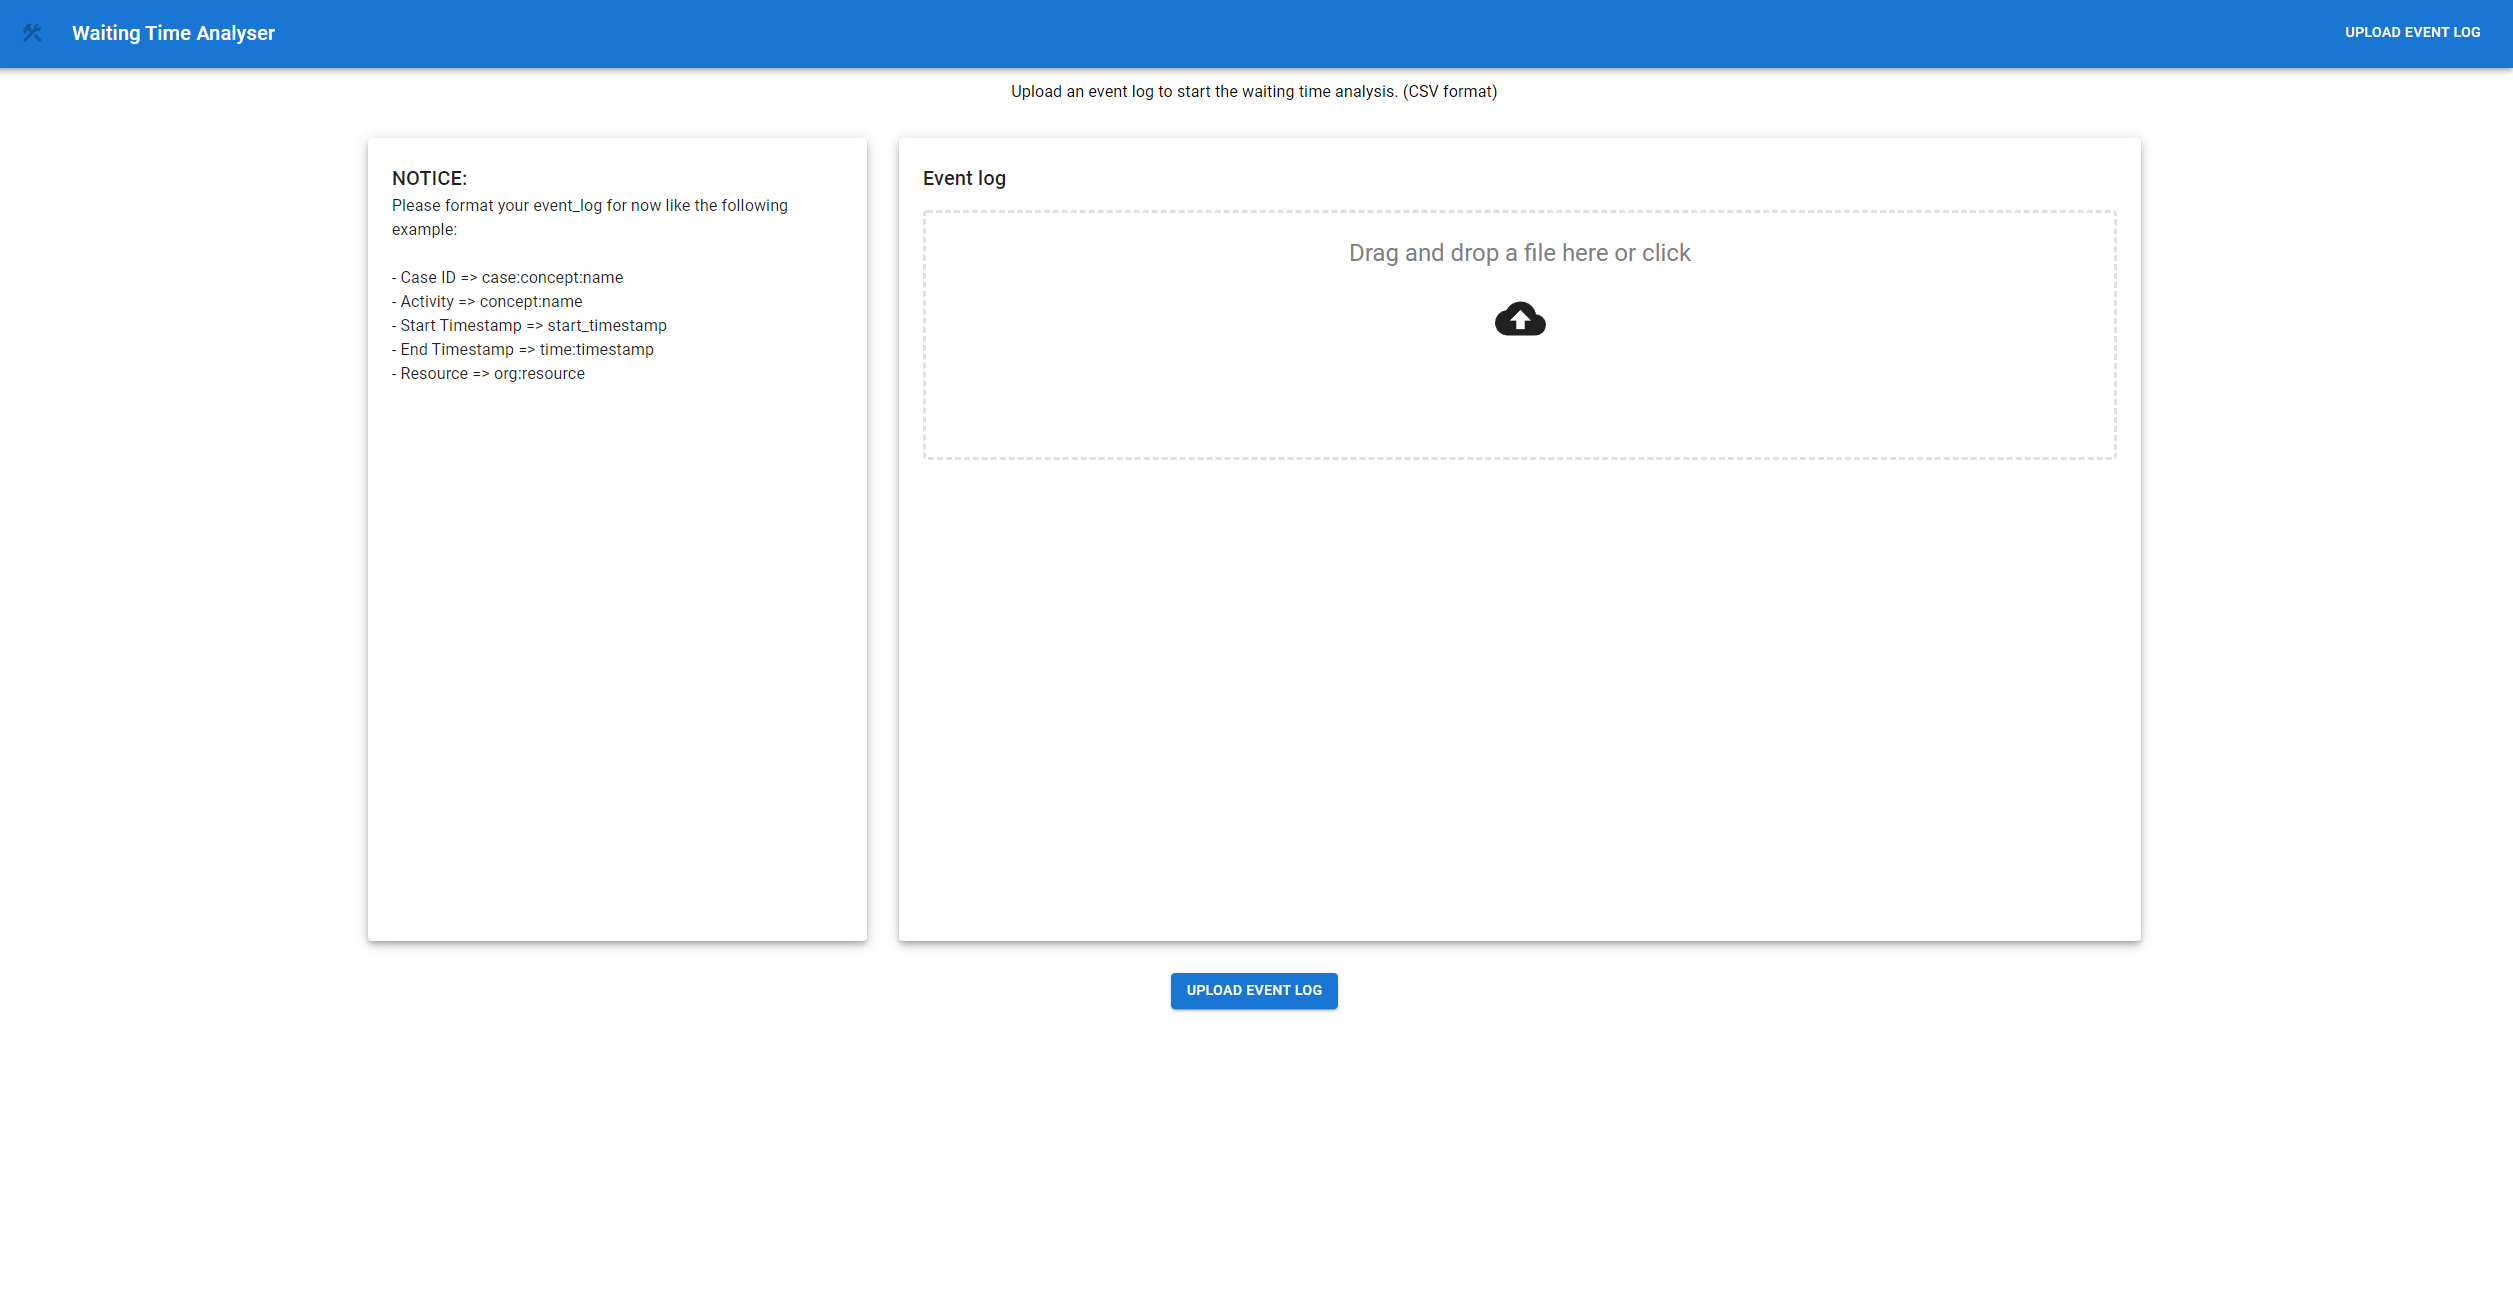 Waiting Time Analyser
UPLOAD EVENT LOG
Upload an event log to start the waiting time analysis. (CSV format)
NOTICE:
Please format your event_log for now like the following
example:
- Case ID => case:concept:name
- Activity => concept:name
- Start Timestamp => start_timestamp
- End Timestamp => time:timestamp
- Resource => org:resource
Event log
Drag and drop a file here or click
UPLOAD EVENT LOG